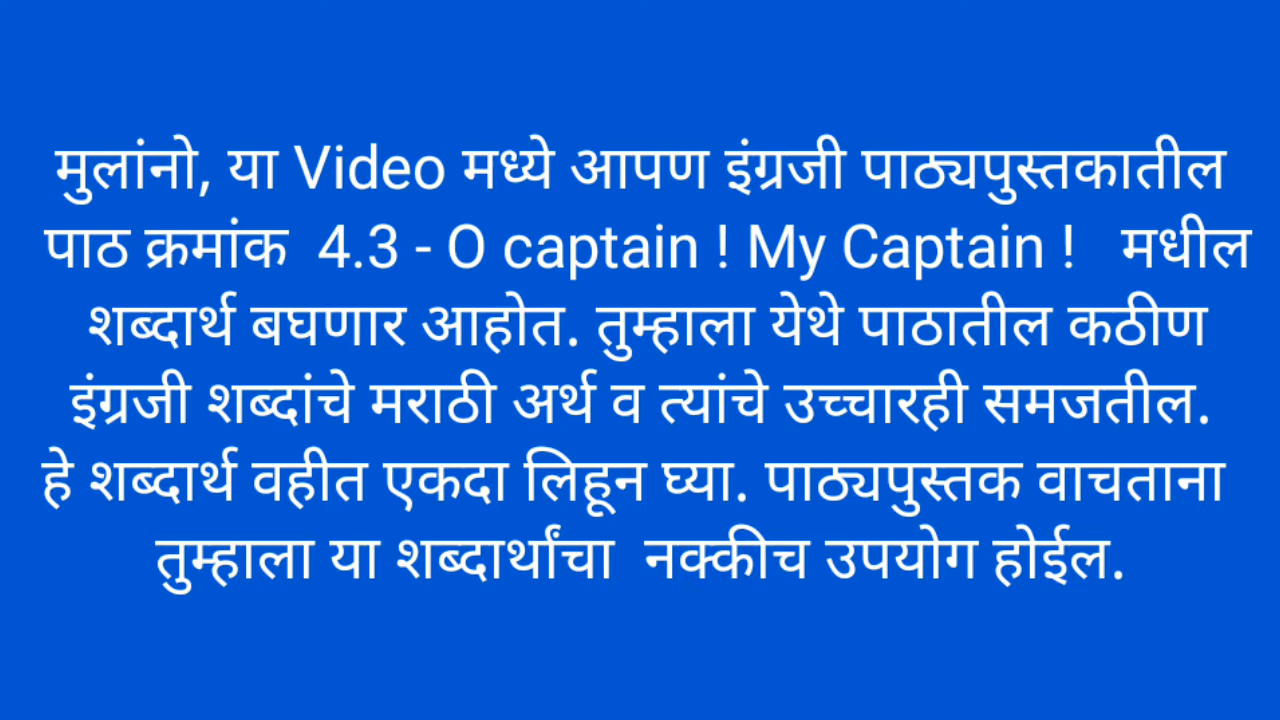 मुलांनो, या Video मध्ये आपण इंग्रजी पाठ्यपुस्तकातील
पाठ क्रमांक 4.3 - O captain ! My Captain ! मधील
शब्दार्थ बघणार आहोत. तुम्हाला येथे पाठातील कठीण
इंग्रजी शब्दांचे मराठी अर्थ व त्यांचे उच्चारही समजतील.
हे शब्दार्थ वहीत एकदा लिहून घ्या. पाठ्यपुस्तक वाचताना
तुम्हाला या शब्दार्थांचा नक्कीच उपयोग होईल.